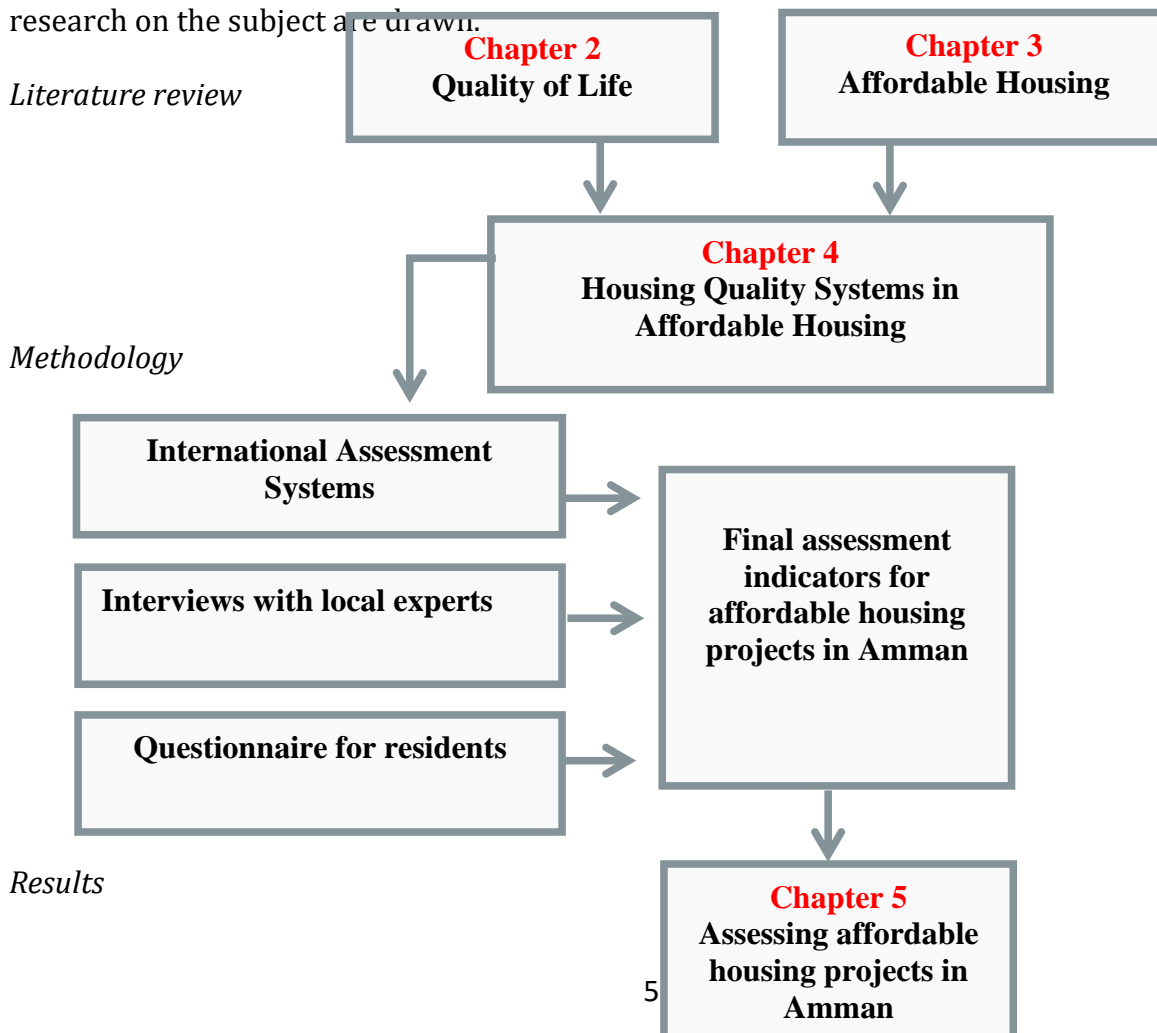 research on the subject are drawn.
Chapter 2
Quality of Life
Chapter 3
Affordable Housing
Literature review
Chapter 4
Housing Quality Systems in
Affordable Housing
Methodology
International Assessment
Systems
Interviews with local experts
Questionnaire for residents
Final assessment
indicators for
affordable housing
projects in Amman
Results
Chapter 5
Assessing affordable
housing projects in
Amman
5